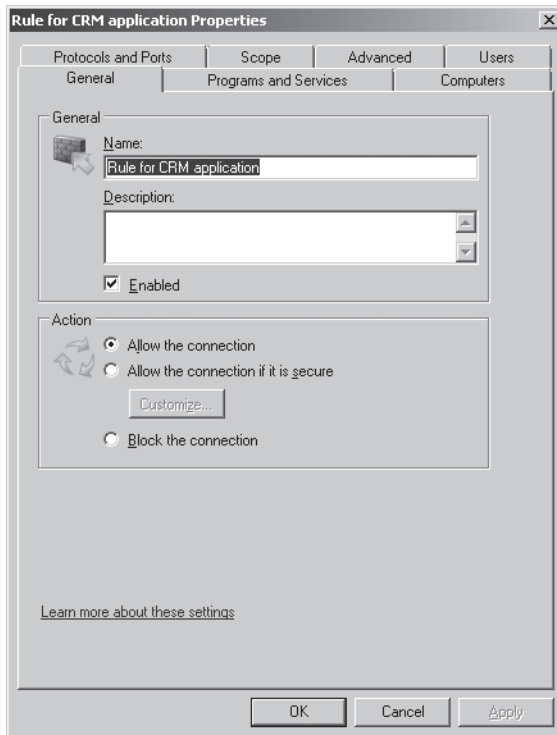 Rule for CRM application Properties
Protocols and Ports
Scope
Advanced
Users
General
Programs and Services
Computers
General
Name:
Rule for CRM application
Description:
Enabled
Action
Allow the connection
Allow the connection if it is secure
Customize...
Block the connection
Learn more about these settings
OK
Cancel
Apply